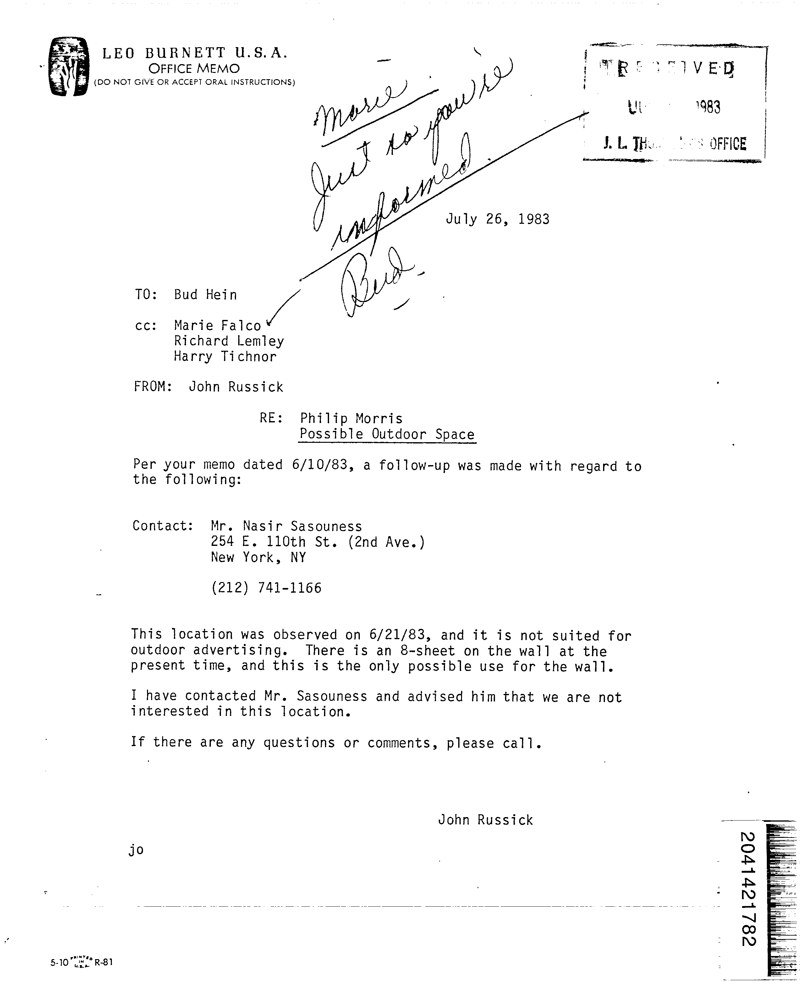 LEO BURNETT U.S.A.
OFFICE MEMO
(DO NOT GIVE OR ACCEPT ORAL INSTRUCTIONS)
Marie
Just so you're
informed
Bud
1983
J. L. OFFICE
July 26, 1983
TO: Bud Hein
cc: Marie Falco
Richard Lemley
Harry Tichnor
FROM: John Russick
RE: Philip Morris
Possible Outdoor Space
Per your memo dated 6/10/83, a follow-up was made with regard to
the following:
Contact: Mr. Nasir Sasouness
254 E. 110th St. (2nd Ave.)
New York, NY
(212) 741-1166
This location was observed on 6/21/83, and it is not suited for
outdoor advertising. There is an 8-sheet on the wall at the
present time, and this is the only possible use for the wall.
I have contacted Mr. Sasouness and advised him that we are not
interested in this location.
If there are any questions or comments, please call.
John Russick
jo
2041421782
5-10 PRINTED IN U.S.A. R-81